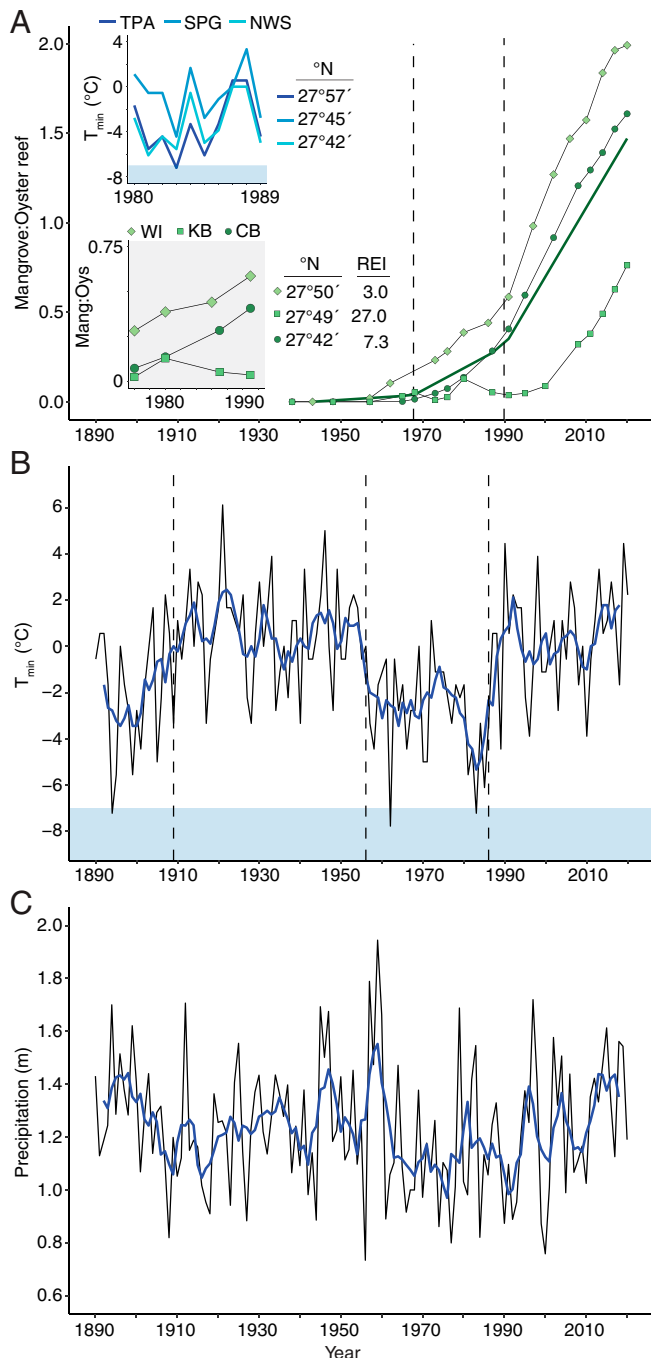 A
TPA SPG NWS
4
0
-4
-8
T min (°C)
1980 1989
°N
27°57´
27°45´
27°42´
WI KB CB
0.75
0
Mang:Oys
1980 1990
°N REI
27°50´ 3.0
27°49´ 27.0
27°42´ 7.3
2.0
1.5
1.0
0.5
0.0
Mangrove:Oyster reef
1890 1910 1930 1950 1970 1990 2010
B
6
4
2
0
−2
−4
−6
−8
T min (°C)
1890 1910 1930 1950 1970 1990 2010
C
2.0
1.8
1.6
1.4
1.2
1.0
0.8
0.6
Precipitation (m)
1890 1910 1930 1950 1970 1990 2010
Year